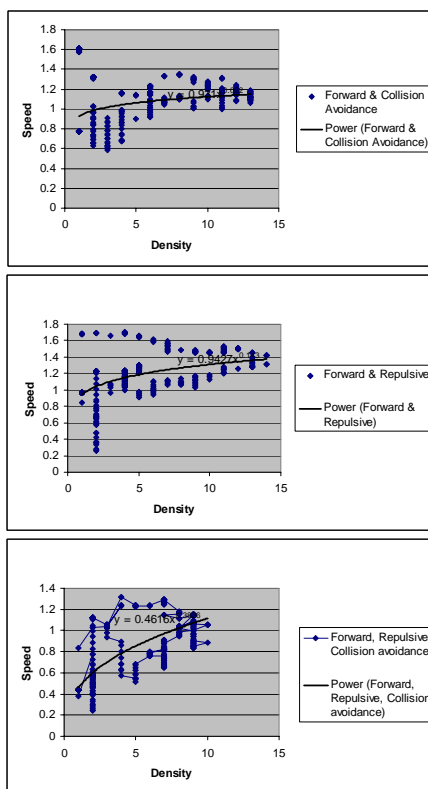 1.8
1.6
1.4
1.2
1
0.8
0.6
0.4
0.2
0
0 5 10 15
Speed
Density
Forward & Collision
Avoidance
Power (Forward &
Collision Avoidance)
1.8
1.6
1.4
1.2
1
0.8
0.6
0.4
0.2
0
0 5 10 15
Speed
Density
y = 0.9427x
Forward & Repulsive
Power (Forward &
Repulsive)
1.4
1.2
1
0.8
0.6
0.4
0.2
0
0 5 10 15
Speed
Density
y = 0.4616x
Forward, Repulsive
Collision avoidance
Power (Forward,
Repulsive, Collision
avoidance)